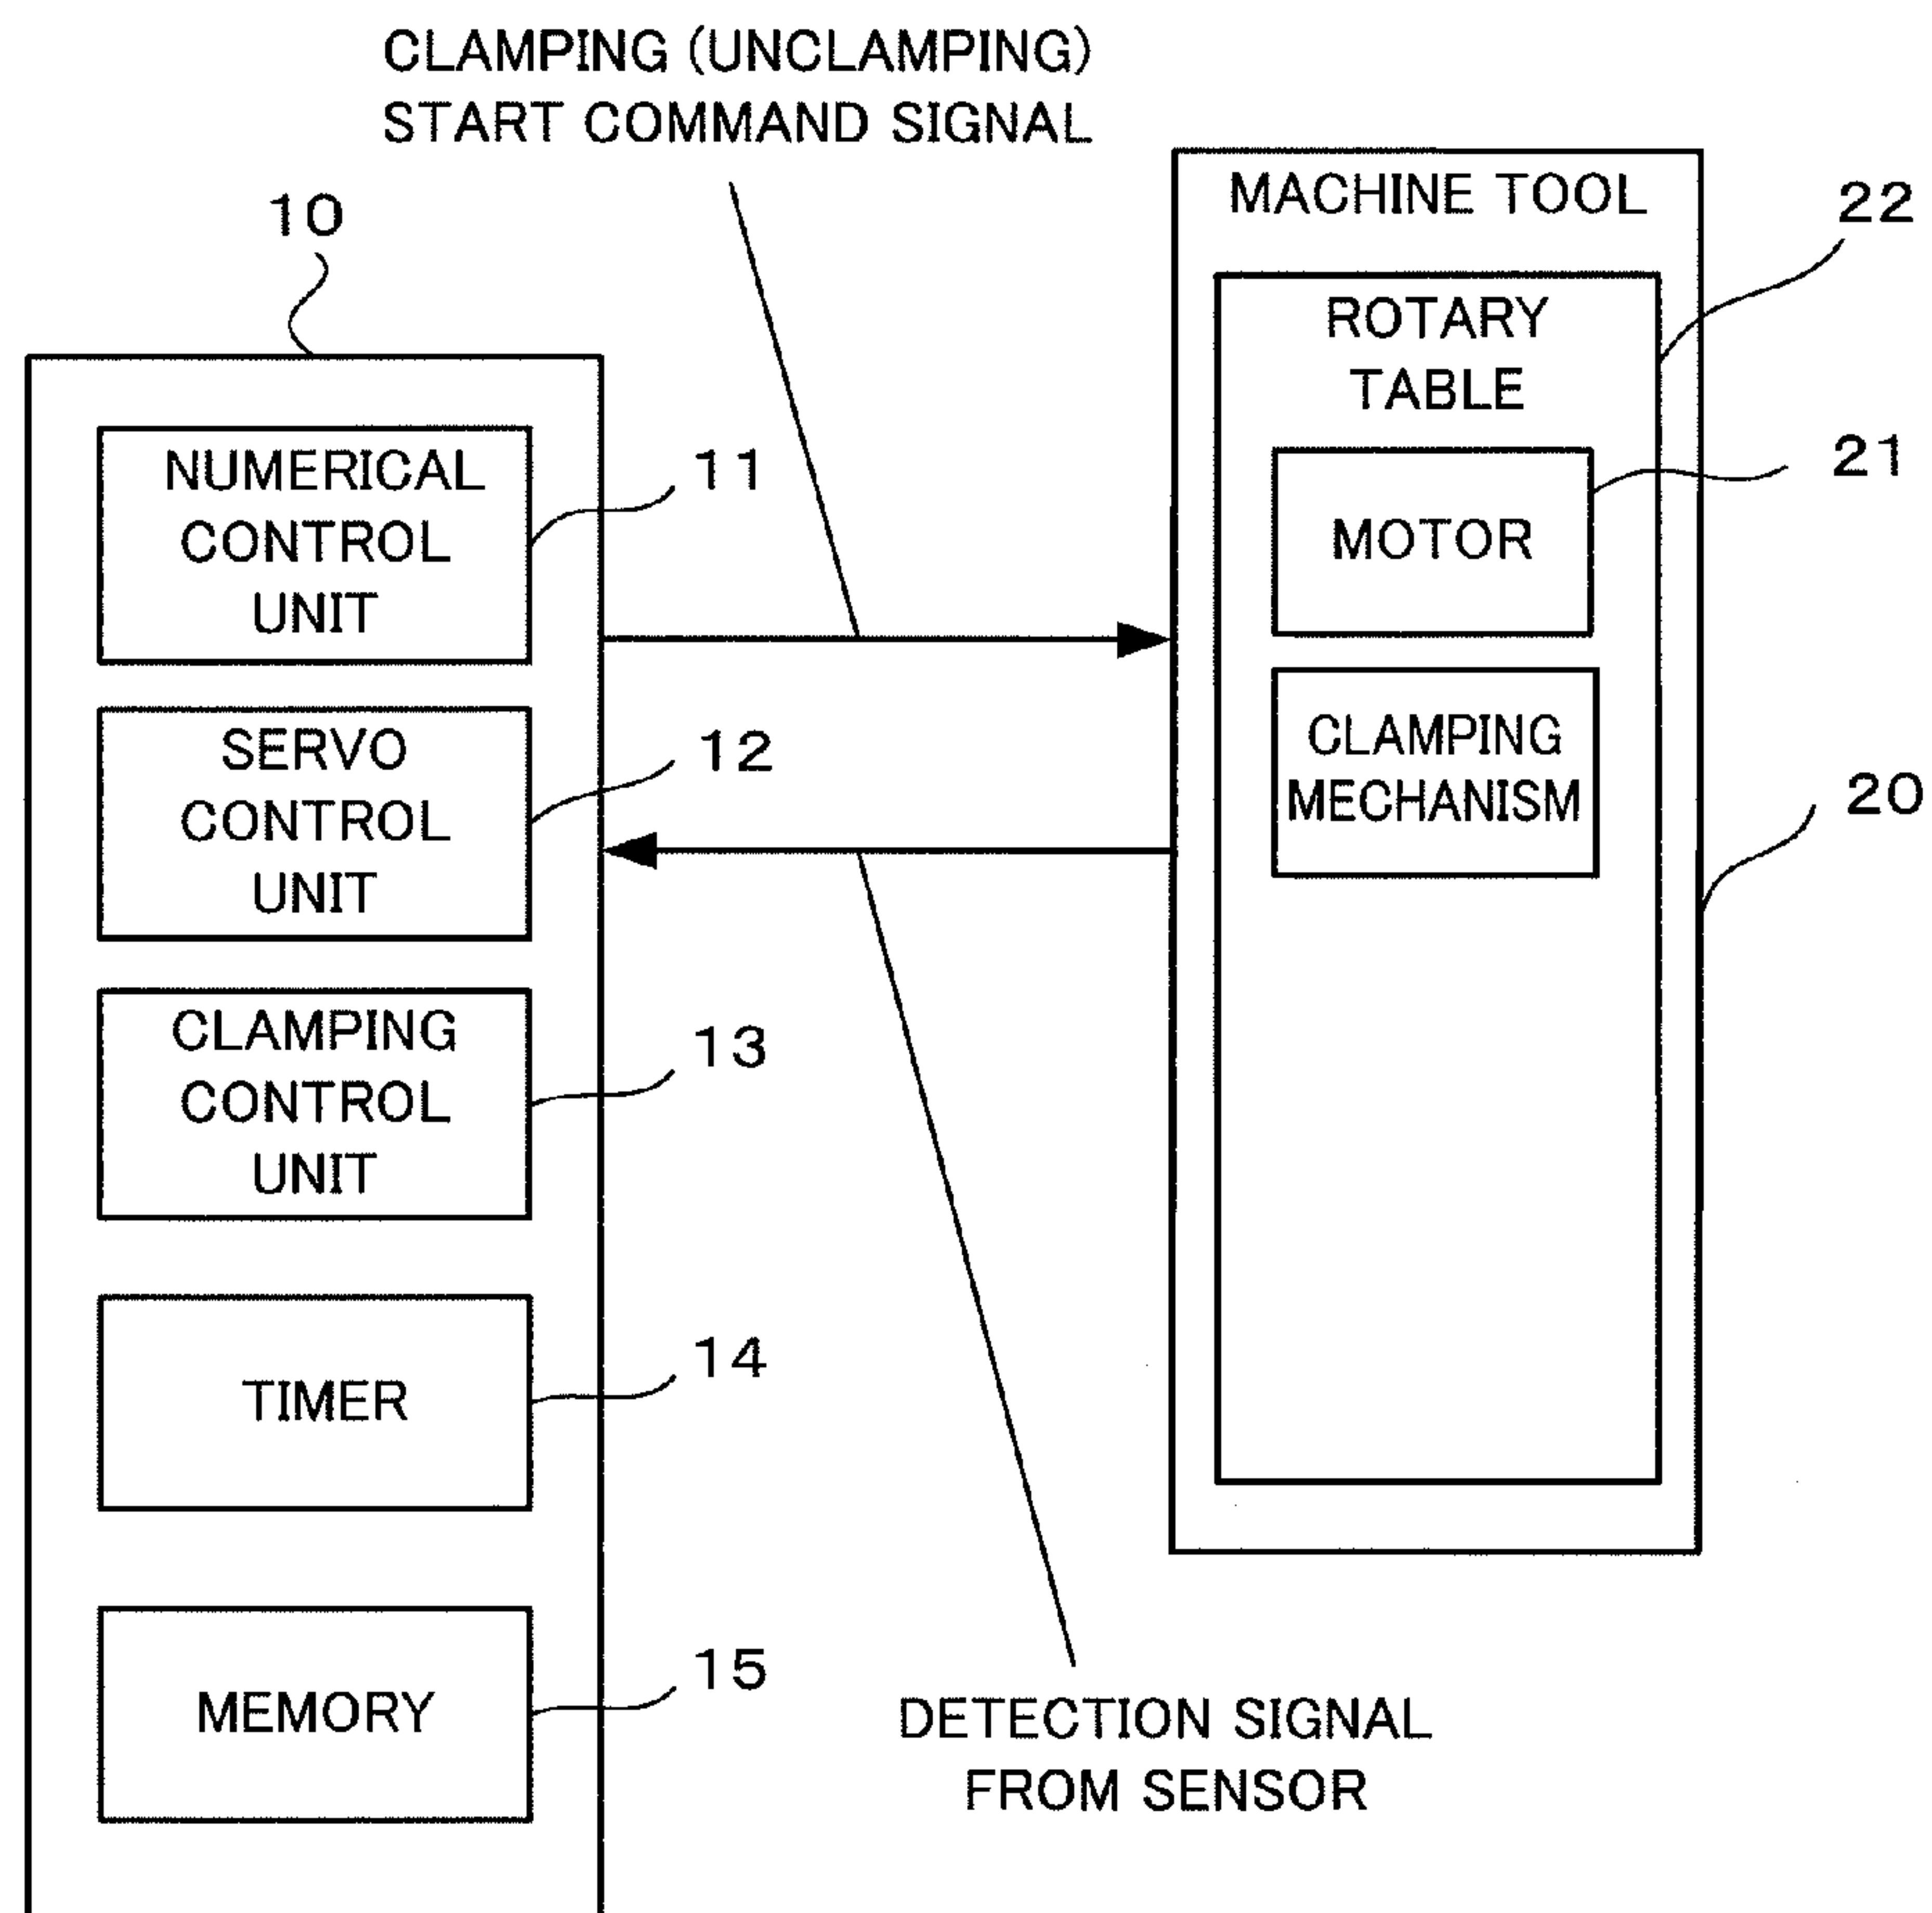 CLAMPING (UNCLAMPING)
START COMMAND SIGNAL
10
NUMERICAL
CONTROL
UNIT
11
SERVO
CONTROL
UNIT
12
CLAMPING
CONTROL
UNIT
13
TIMER
14
MEMORY
15
MACHINE TOOL
22
ROTARY
TABLE
21
MOTOR
CLAMPING
MECHANISM
20
DETECTION SIGNAL
FROM SENSOR